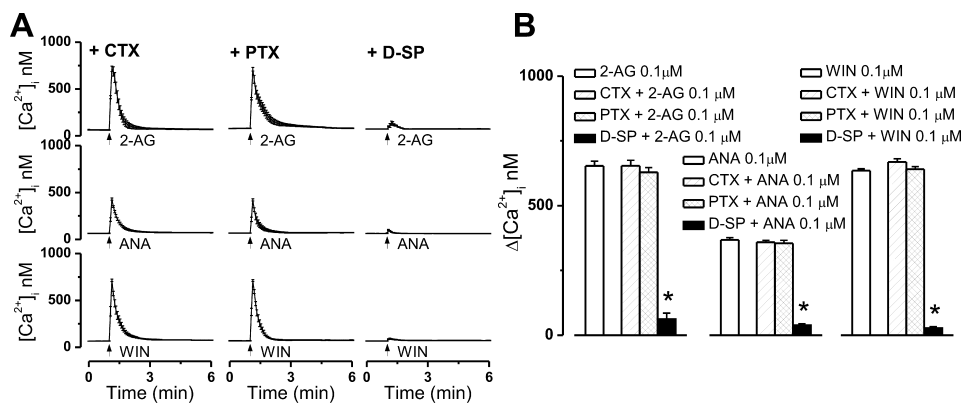 A
+ CTX
+ PTX
+ D-SP
1000
750
500
250
0
[Ca2+]i nM
2-AG
2-AG
2-AG
500
250
0
[Ca2+]i nM
ANA
ANA
ANA
750
500
250
0
[Ca2+]i nM
WIN
WIN
WIN
0 3 6
0 3 6
0 3 6
Time (min)
Time (min)
Time (min)
B
1000
500
0
Δ[Ca2+]i nM
2-AG 0.1μM
CTX + 2-AG 0.1 μM
PTX + 2-AG 0.1 μM
D-SP + 2-AG 0.1 μM
WIN 0.1μM
CTX + WIN 0.1 μM
PTX + WIN 0.1 μM
D-SP + WIN 0.1 μM
ANA 0.1μM
CTX + ANA 0.1 μM
PTX + ANA 0.1 μM
D-SP + ANA 0.1 μM
*
*
*